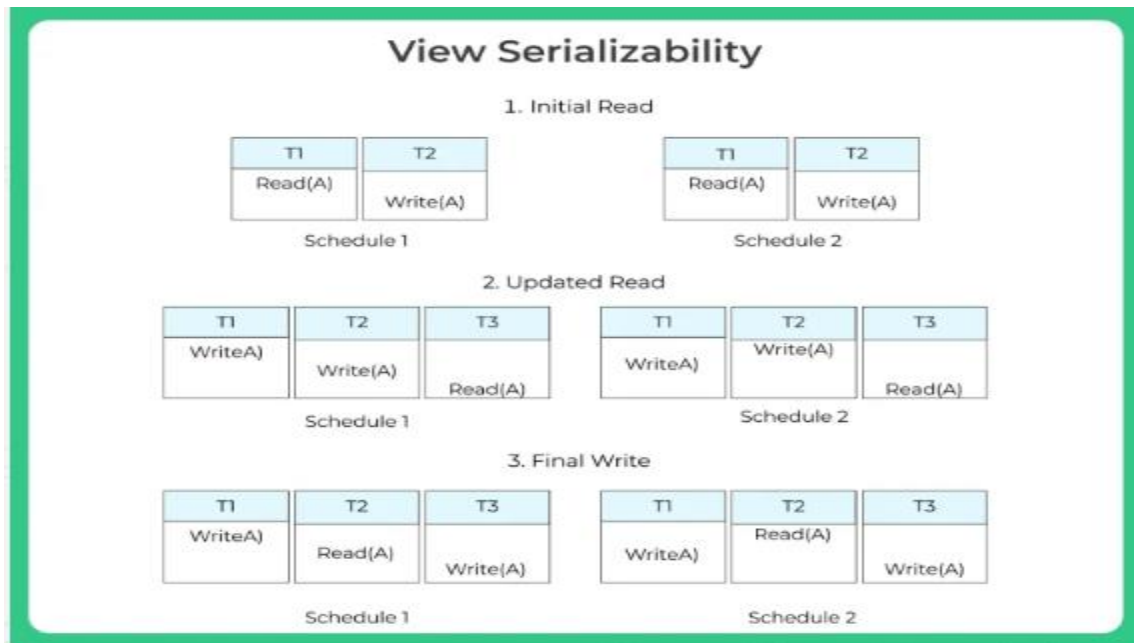 View Serializability
1. Initial Read
T1 T2 T1 T2
Read(A) Read(A)
Write(A) Write(A)
Schedule 1 Schedule 2
2. Updated Read
T1 T2 T3 T1 T2 T3
WriteA) Write(A)
Write(A) WriteA)
Read(A) Read(A)
Schedule 1 Schedule 2
3. Final Write
T1 T2 T3 T1 T2 T3
WriteA) Read(A)
Read(A) WriteA)
Write(A) Write(A)
Schedule 1 Schedule 2